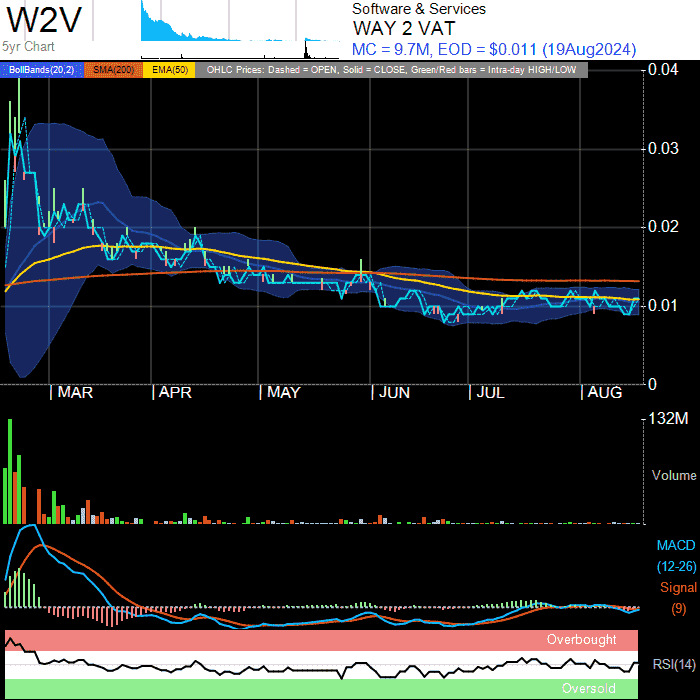 W2V
5yr Chart
Software & Services
WAY 2 VAT
MC = 9.7M, EOD = $0.011 (19Aug2024)
BollBands(20,2) SMA(200) EMA(50) OHLC Prices: Dashed = OPEN, Solid = CLOSE, Green/Red bars = Intra-day HIGH/LOW
0.04
0.03
0.02
0.01
0
MAR APR MAY JUN JUL AUG
132M
Volume
MACD
(12-26)
Signal
(9)
Overbought
RSI(14)
Oversold